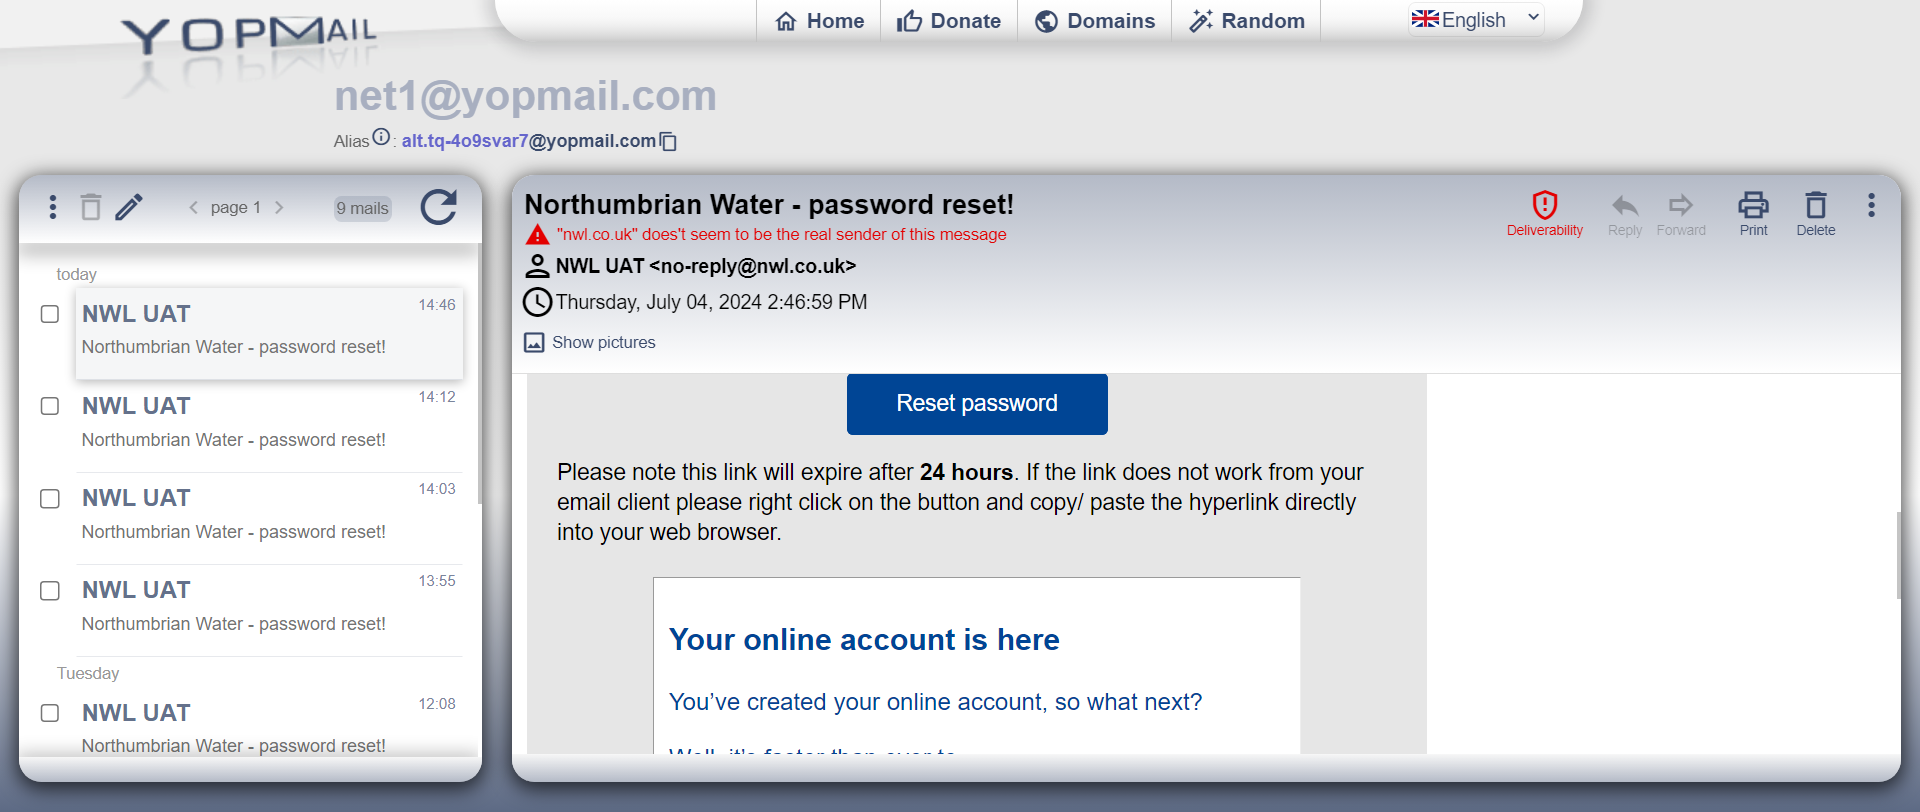 YOPMAIL
Home
Donate
Domains
Random
English
net1@yopmail.com
Alias : alt.tq-4o9svar7@yopmail.com
page 1
9 mails
today
NWL UAT 14:46
Northumbrian Water - password reset!
NWL UAT 14:12
Northumbrian Water - password reset!
NWL UAT 14:03
Northumbrian Water - password reset!
NWL UAT 13:55
Northumbrian Water - password reset!
Tuesday
NWL UAT 12:08
Northumbrian Water - password reset!
Northumbrian Water - password reset!
"nwl.co.uk" does't seem to be the real sender of this message
NWL UAT <no-reply@nwl.co.uk>
Thursday, July 04, 2024 2:46:59 PM
Show pictures
Deliverability
Reply
Forward
Print
Delete
Reset password
Please note this link will expire after 24 hours. If the link does not work from your
email client please right click on the button and copy/ paste the hyperlink directly
into your web browser.
Your online account is here
You’ve created your online account, so what next?
Well, it’s faster than ever to